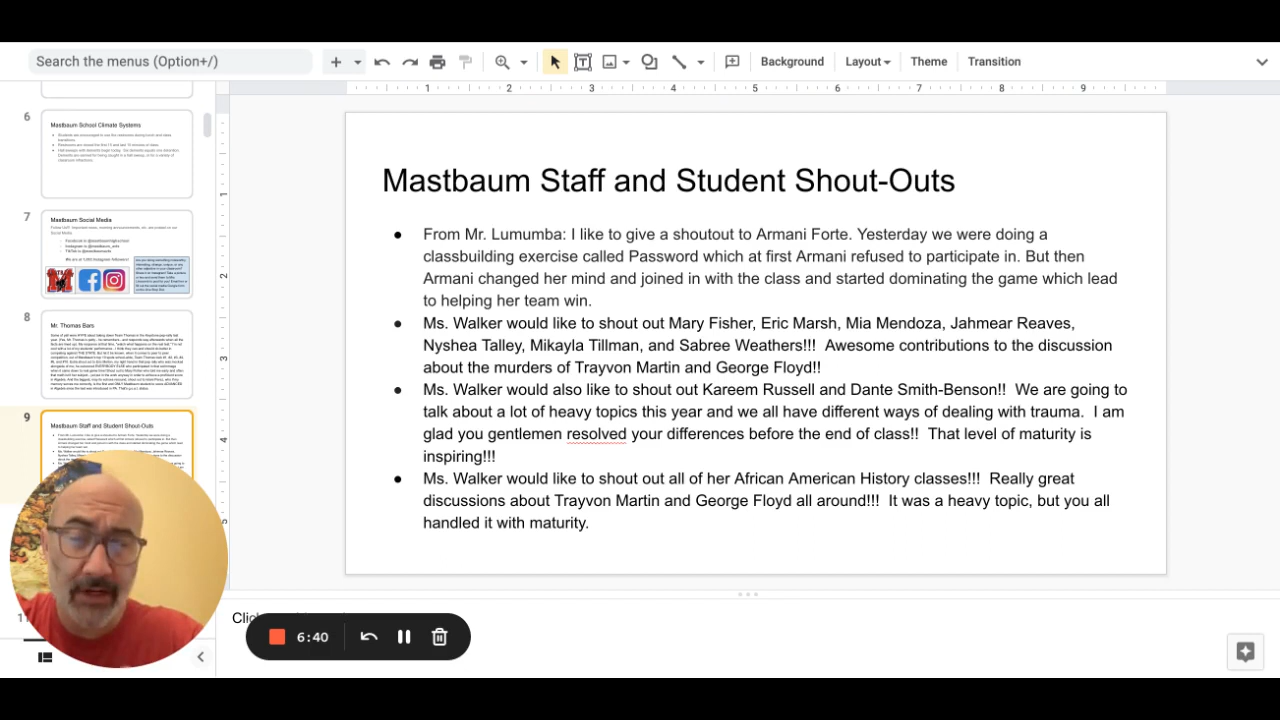 Search the menus (Option+/)
Background
Layout
Theme
Transition
1 2 3 4 5 6 7 8 9
6
Mastbaum School Climate Systems
7
Mastbaum Social Media
8
Mr. Thomas Bars
9
Mastbaum Staff and Student Shout-Outs
Mastbaum Staff and Student Shout-Outs
● From Mr. Lumumba: I like to give a shoutout to Armani Forte. Yesterday we were doing a
classbuilding exercise called Password which at first Armani refused to participate in. But then
Armani changed her mind and joined in with the class and started dominating the game which lead
to helping her team win.
● Ms. Walker would like to shout out Mary Fisher, Erin Marsh, Mia Mendoza, Jahmear Reaves,
Nyshea Talley, Mikayla Tillman, and Sabree Weathers!!! Awesome contributions to the discussion
about the murders of Trayvon Martin and George Floyd!!
● Ms. Walker would also like to shout out Kareem Russell and Dante Smith-Benson!! We are going to
talk about a lot of heavy topics this year and we all have different ways of dealing with trauma. I am
glad you gentleman resolved your differences before the end of class!! That level of maturity is
inspiring!!!
● Ms. Walker would like to shout out all of her African American History classes!!! Really great
discussions about Trayvon Martin and George Floyd all around!!! It was a heavy topic, but you all
handled it with maturity.
6:40